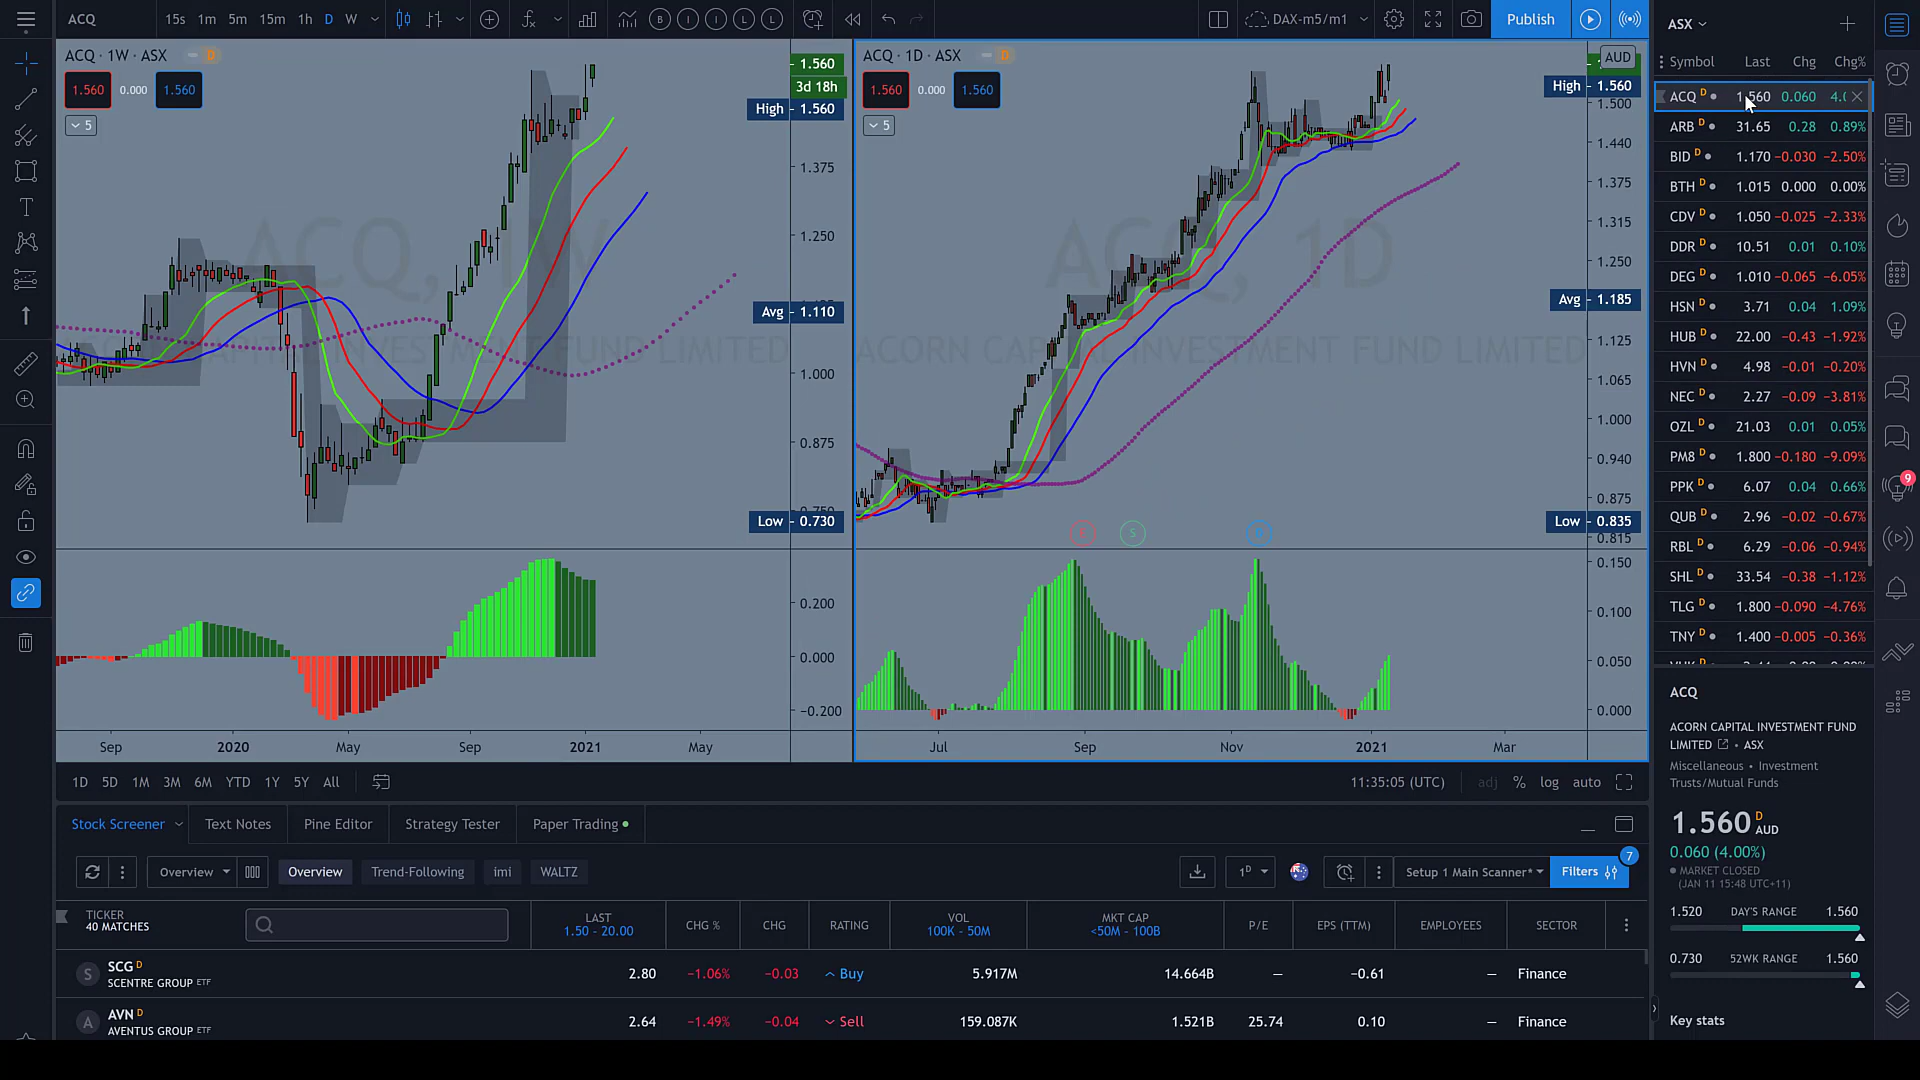 ACQ 15s 1m 5m 15m 1h D W B I I L L DAX-m5/m1 Publish
ACQ · 1W · ASX D
1.560 0.000 1.560
5
1.560
3d 18h
High 1.560
1.375
1.250
Avg 1.110
1.000
0.875
Low 0.730
0.200
0.000
−0.200
Sep 2020 May Sep 2021 May
ACQ, 1W
ACQ · 1D · ASX D
1.560 0.000 1.560
5
AUD
High 1.560
1.500
1.440
1.375
1.315
1.250
Avg 1.185
1.125
1.065
1.000
0.940
0.875
Low 0.835
0.815
0.150
0.100
0.050
0.000
Jul Sep Nov 2021 Mar
ACQ, 1D
ACORN CAPITAL INVESTMENT FUND LIMITED
S
1D 5D 1M 3M 6M YTD 1Y 5Y All 11:35:05 (UTC) adj % log auto
Stock Screener Text Notes Pine Editor Strategy Tester Paper Trading
Overview Overview Trend-Following imi WALTZ 1D Setup 1 Main Scanner* Filters 7
TICKER
40 MATCHES
LAST
1.50 - 20.00
CHG %
CHG
RATING
VOL
100K - 50M
MKT CAP
<50M - 100B
P/E
EPS (TTM)
EMPLOYEES
SECTOR
S SCG D 2.80 −1.06% −0.03 Buy 5.917M 14.664B — −0.61 — Finance
SCENTRE GROUP ETF
A AVN D 2.64 −1.49% −0.04 Sell 159.087K 1.521B 25.74 0.10 — Finance
AVENTUS GROUP ETF
ASX
Symbol Last Chg Chg%
ACQ D 1.560 0.060
ARB D 31.65 0.28 0.89%
BID D 1.170 −0.030 −2.50%
BTH D 1.015 0.000 0.00%
CDV D 1.050 −0.025 −2.33%
DDR D 10.51 0.01 0.10%
DEG D 1.010 −0.065 −6.05%
HSN D 3.71 0.04 1.09%
HUB D 22.00 −0.43 −1.92%
HVN D 4.98 −0.01 −0.20%
NEC D 2.27 −0.09 −3.81%
OZL D 21.03 0.01 0.05%
PM8 D 1.800 −0.180 −9.09%
PPK D 6.07 0.04 0.66%
QUB D 2.96 −0.02 −0.67%
RBL D 6.29 −0.06 −0.94%
SHL D 33.54 −0.38 −1.12%
TLG D 1.800 −0.090 −4.76%
TNY D 1.400 −0.005 −0.36%
9
ACQ
ACORN CAPITAL INVESTMENT FUND
LIMITED • ASX
Miscellaneous • Investment
Trusts/Mutual Funds
1.560 D AUD
0.060 (4.00%)
MARKET CLOSED
(JAN 11 15:48 UTC+11)
1.520 DAY'S RANGE 1.560
0.730 52WK RANGE 1.560
Key stats